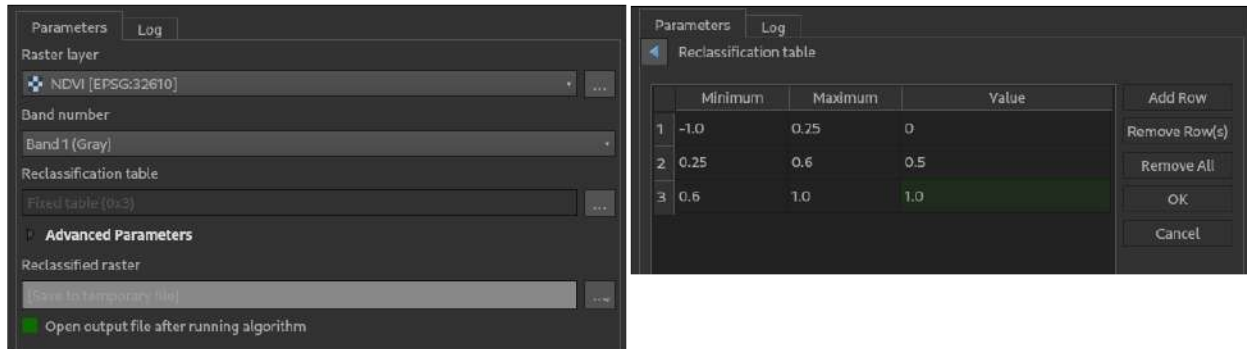 Parameters Log
Raster layer
NDVI [EPSG:32610]
...
Band number
Band 1 (Gray)
Reclassification table
Fixed table (0x3)
...
Advanced Parameters
Reclassified raster
[Save to temporary file]
...
Open output file after running algorithm
Parameters Log
Reclassification table
Minimum Maximum Value
1 -1.0 0.25 0
2 0.25 0.6 0.5
3 0.6 1.0 1.0
Add Row
Remove Row(s)
Remove All
OK
Cancel